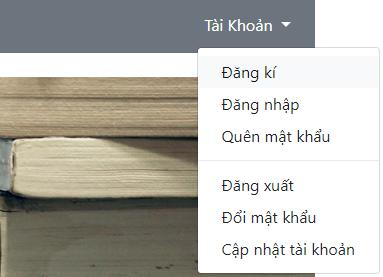 Tài Khoản
Đăng kí
Đăng nhập
Quên mật khẩu
Đăng xuất
Đổi mật khẩu
Cập nhật tài khoản